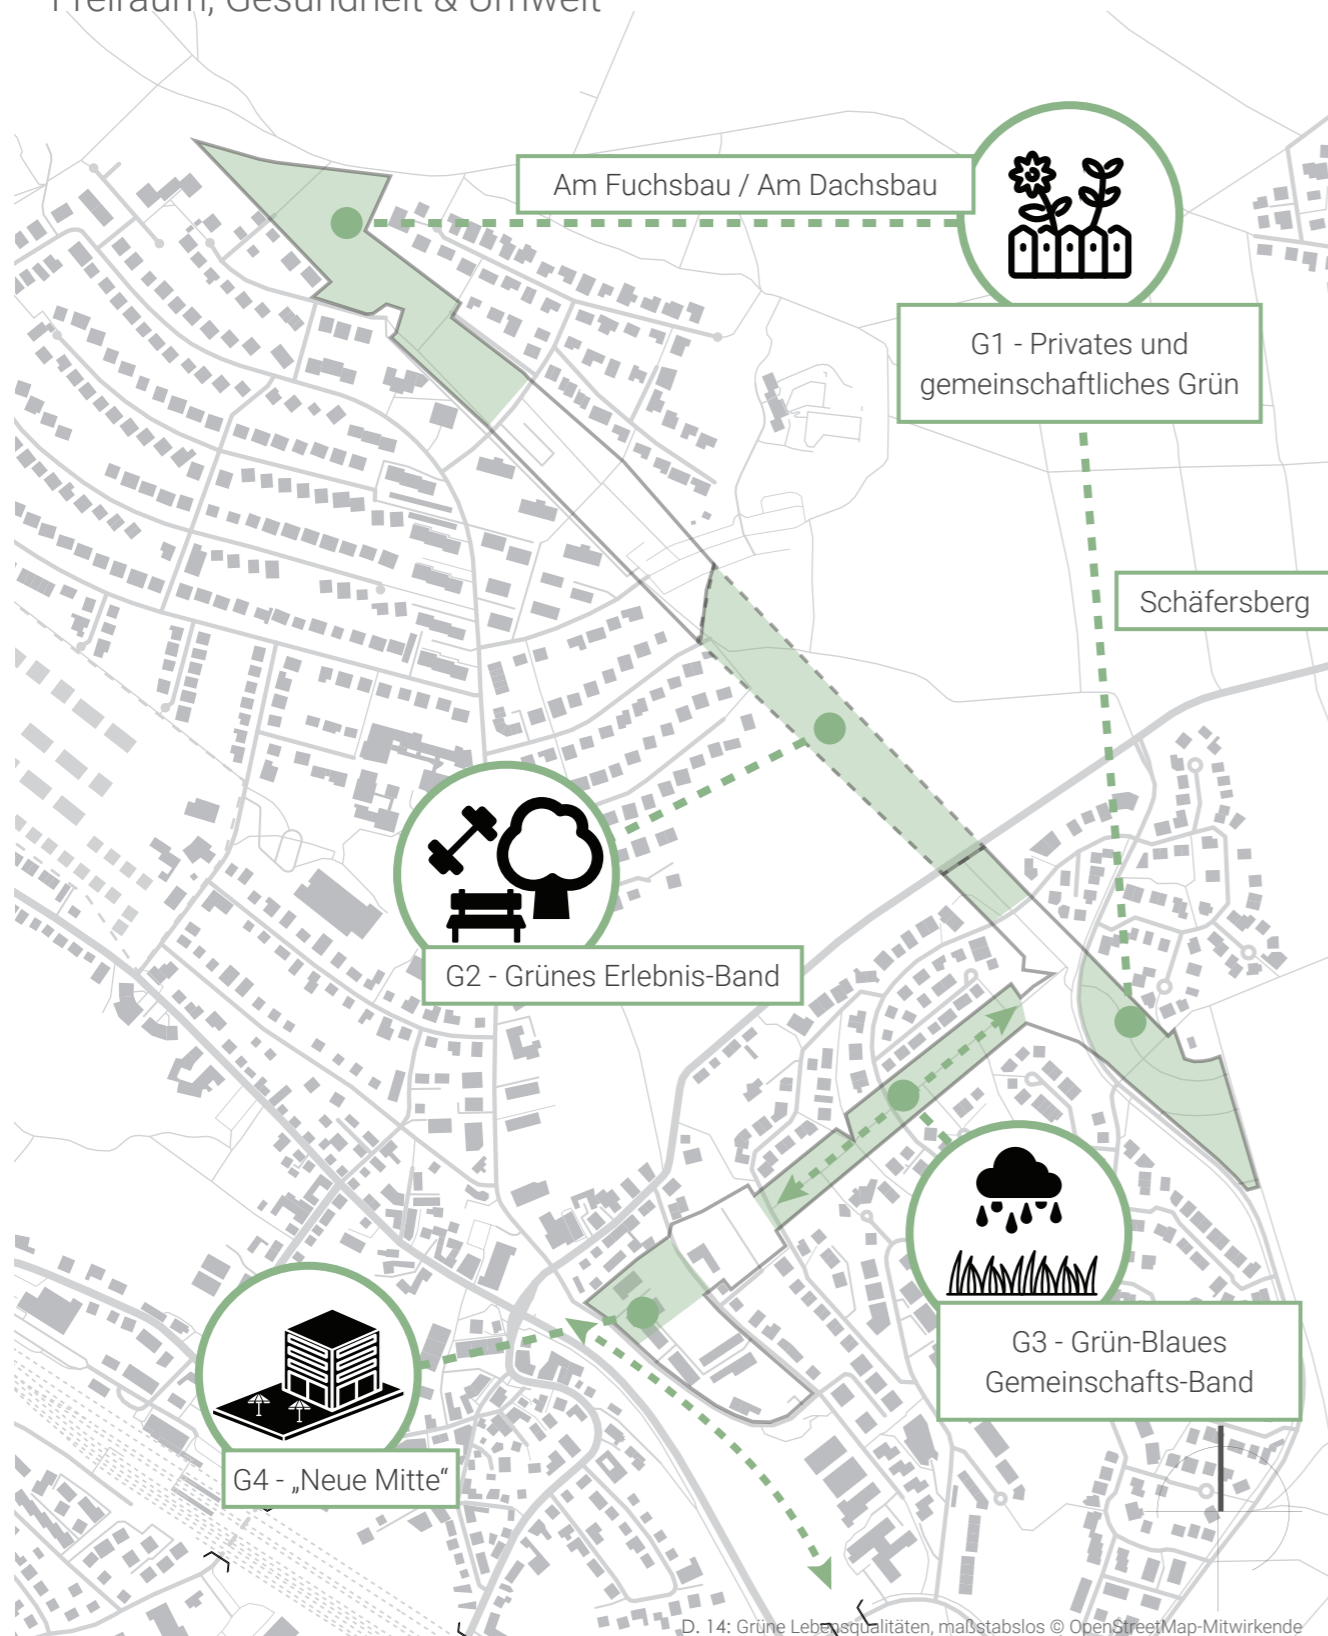 Freiraum, Gesundheit & Umwelt
Am Fuchsbau / Am Dachsbau
G1 - Privates und
gemeinschaftliches Grün
Schäfersberg
G2 - Grünes Erlebnis-Band
G3 - Grün-Blaues
Gemeinschafts-Band
G4 - „Neue Mitte“
D. 14: Grüne Lebensqualitäten, maßstabslos © OpenStreetMap-Mitwirkende